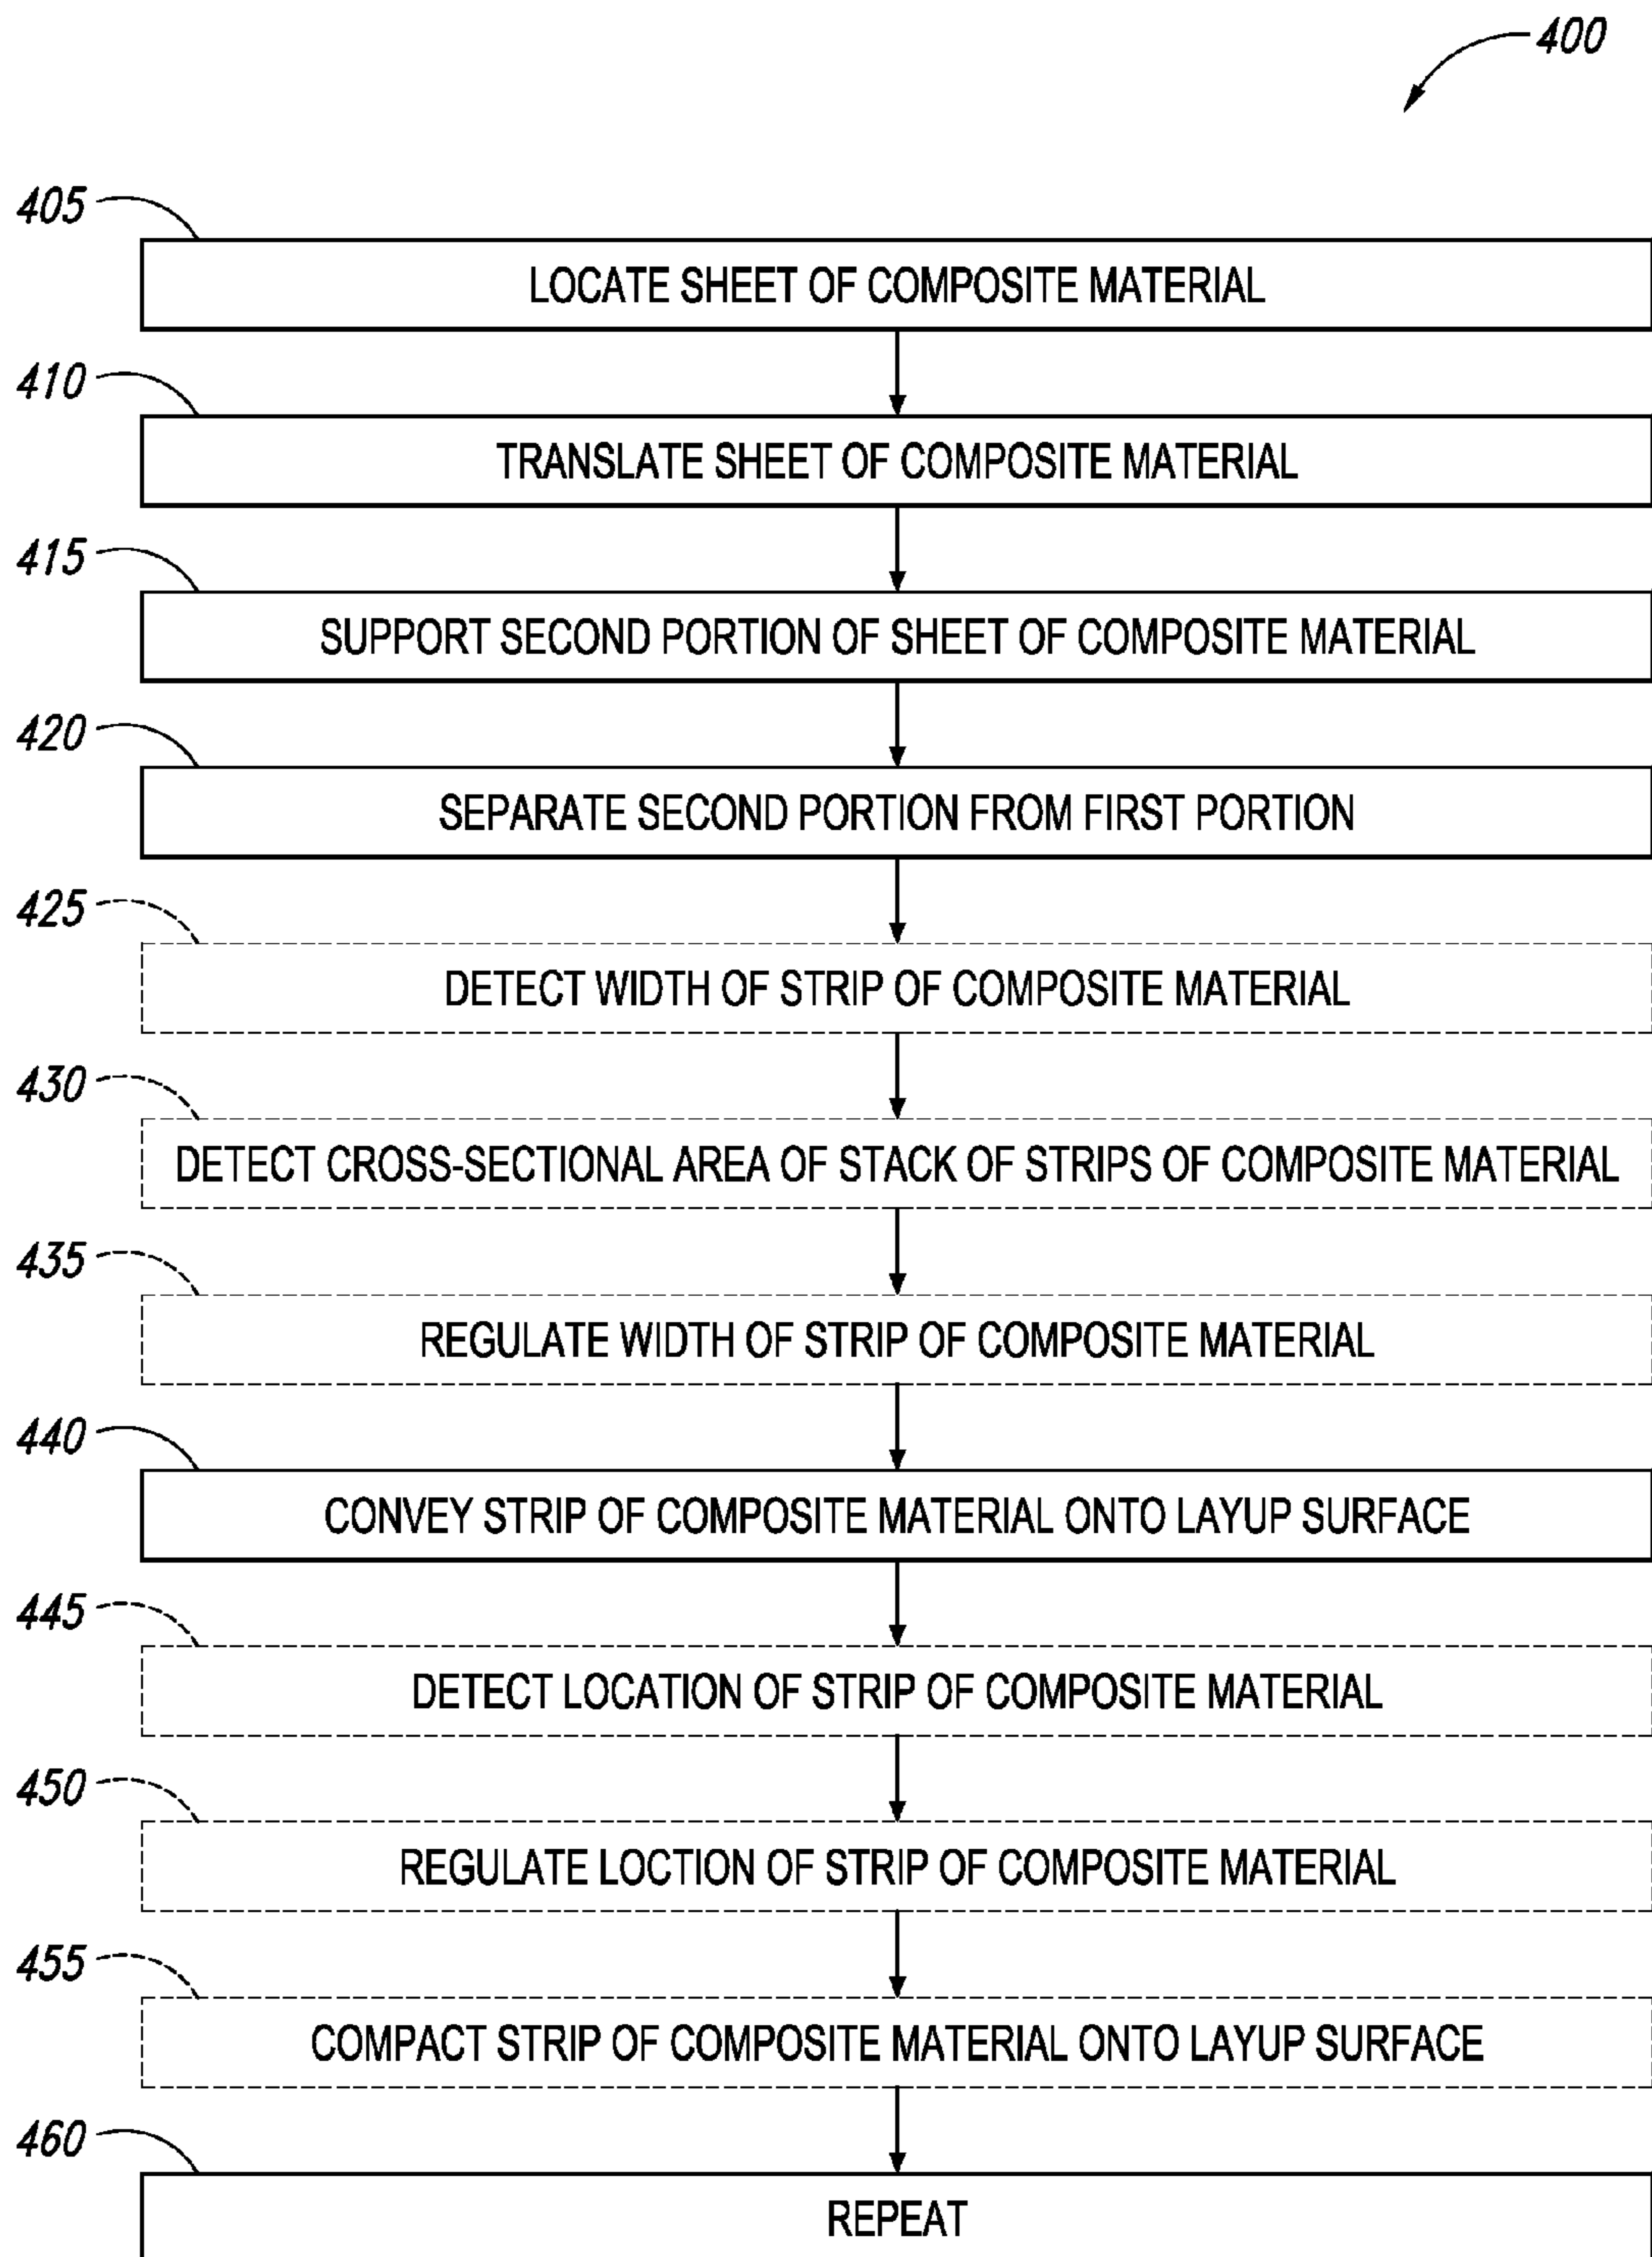 400
405
LOCATE SHEET OF COMPOSITE MATERIAL
410
TRANSLATE SHEET OF COMPOSITE MATERIAL
415
SUPPORT SECOND PORTION OF SHEET OF COMPOSITE MATERIAL
420
SEPARATE SECOND PORTION FROM FIRST PORTION
425
DETECT WIDTH OF STRIP OF COMPOSITE MATERIAL
430
DETECT CROSS-SECTIONAL AREA OF STACK OF STRIPS OF COMPOSITE MATERIAL
435
REGULATE WIDTH OF STRIP OF COMPOSITE MATERIAL
440
CONVEY STRIP OF COMPOSITE MATERIAL ONTO LAYUP SURFACE
445
DETECT LOCATION OF STRIP OF COMPOSITE MATERIAL
450
REGULATE LOCTION OF STRIP OF COMPOSITE MATERIAL
455
COMPACT STRIP OF COMPOSITE MATERIAL ONTO LAYUP SURFACE
460
REPEAT